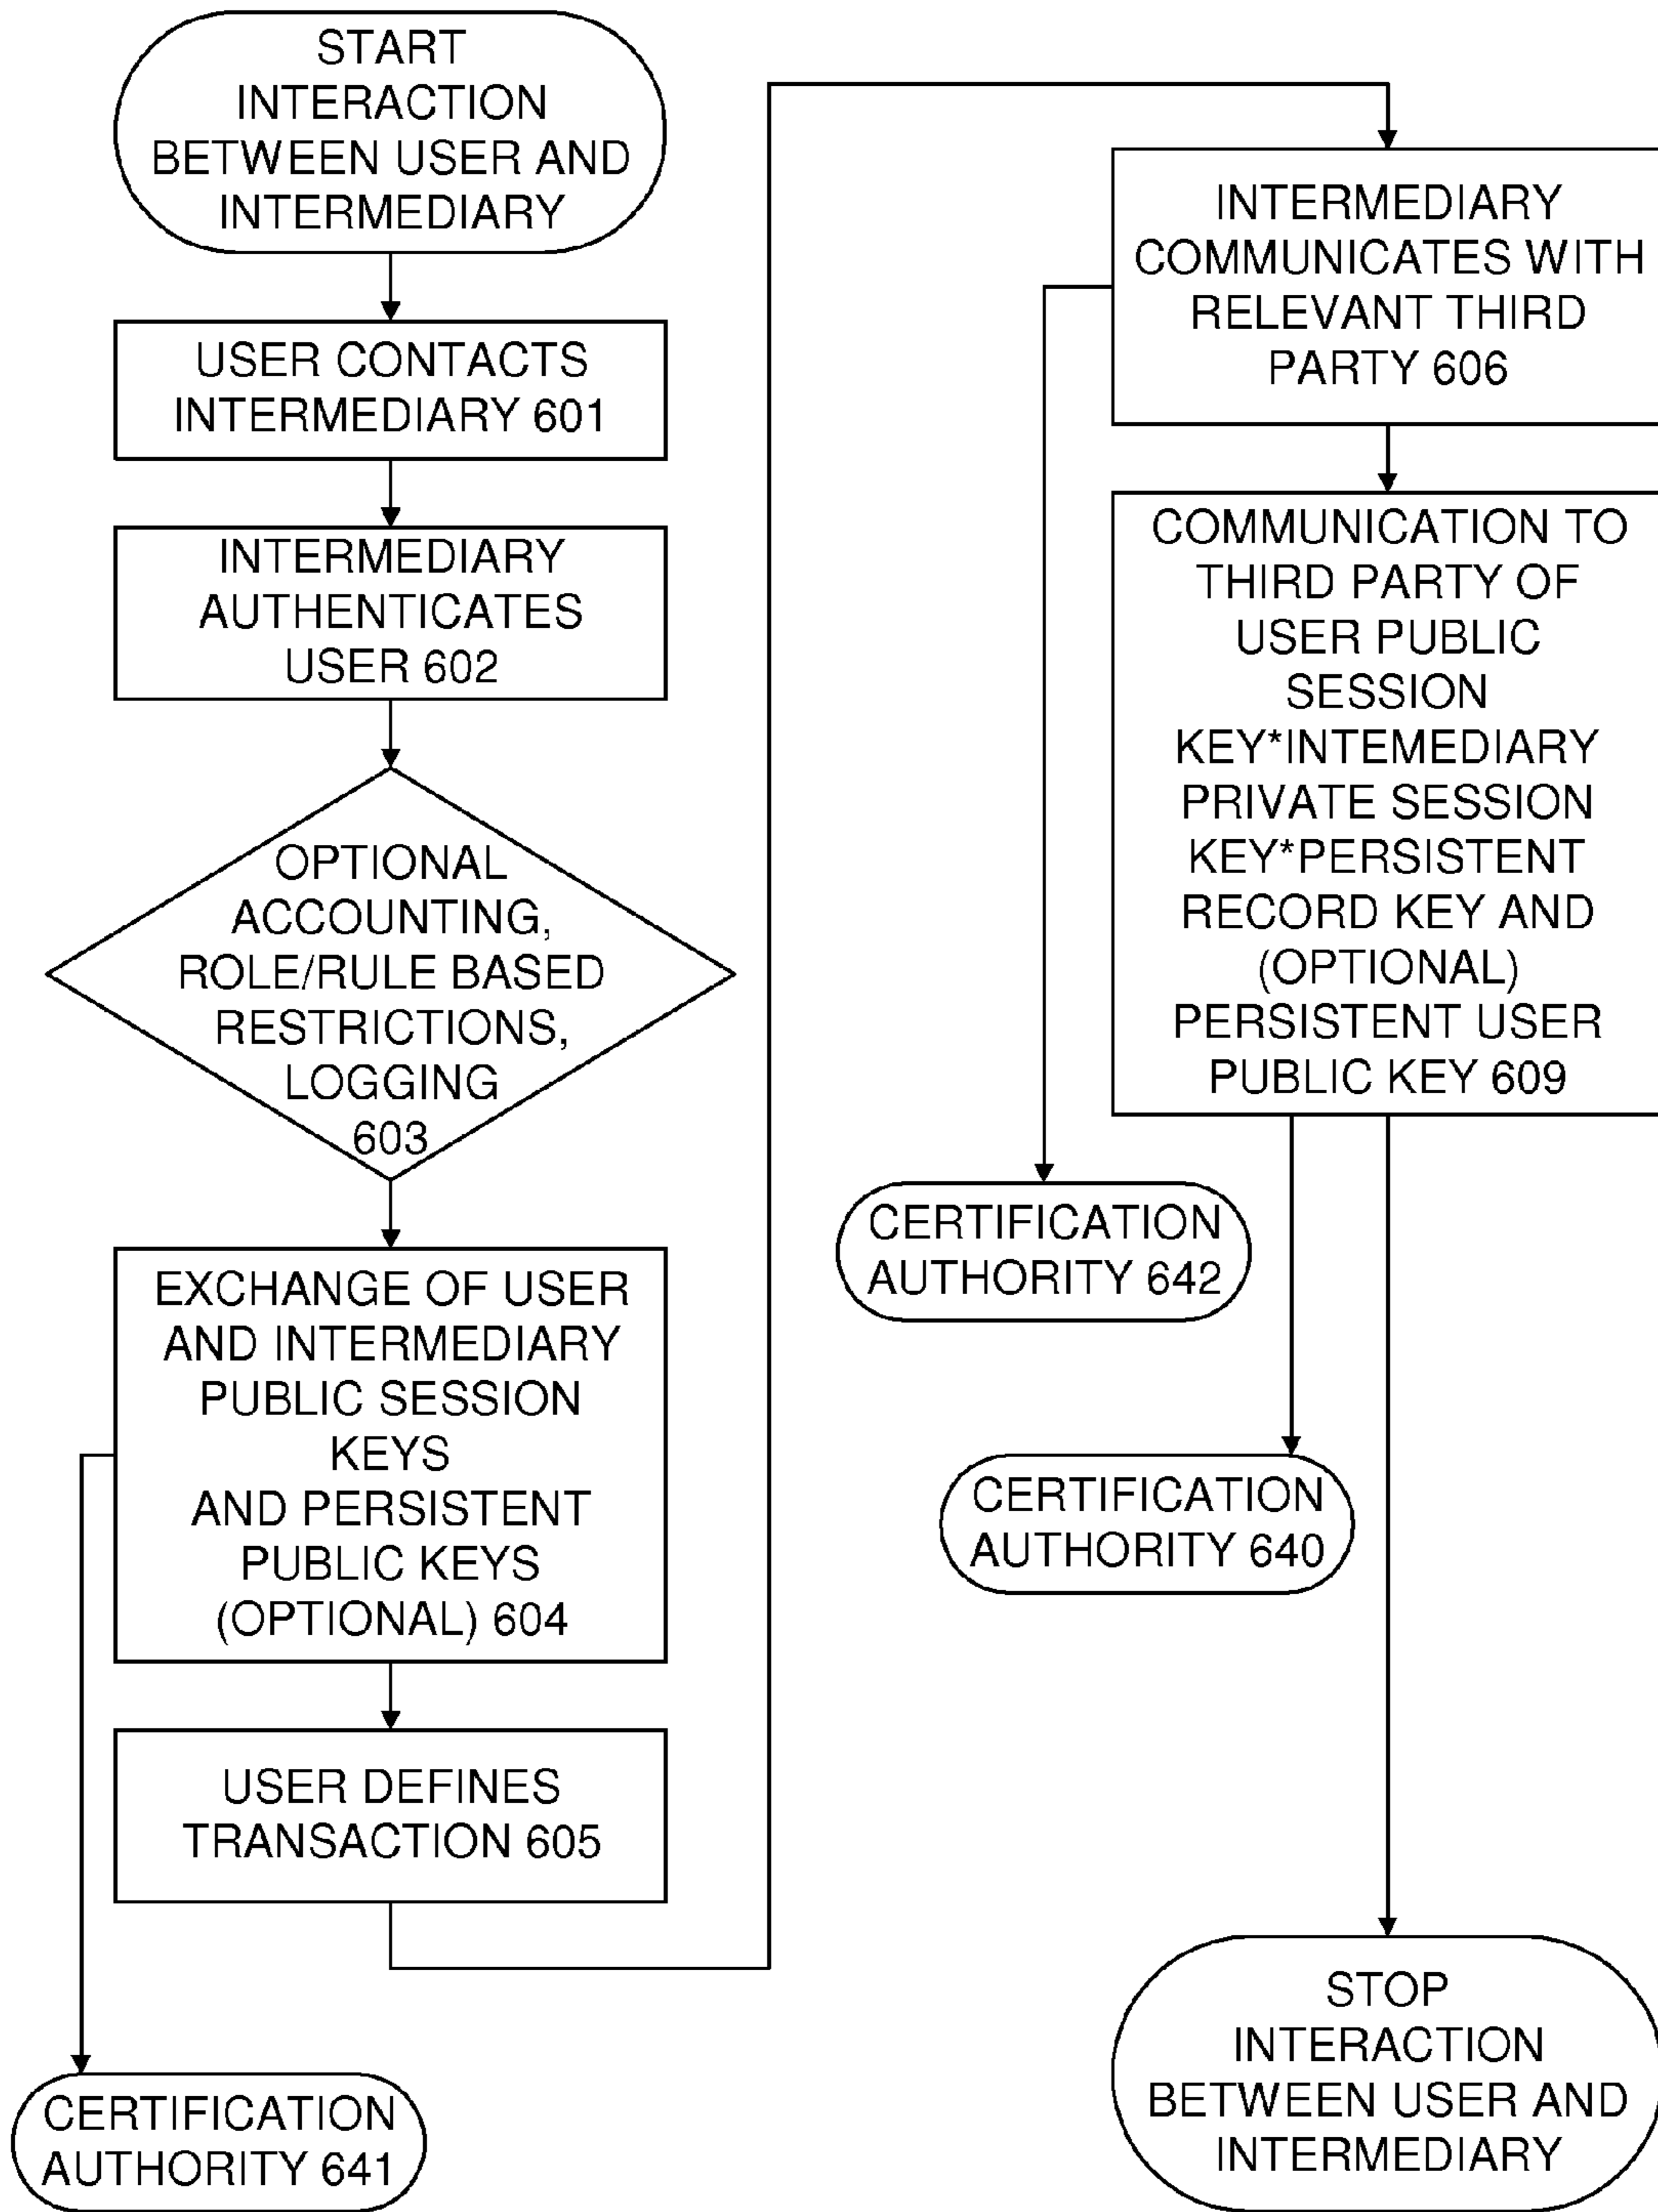 START
INTERACTION
BETWEEN USER AND
INTERMEDIARY
USER CONTACTS
INTERMEDIARY 601
INTERMEDIARY
AUTHENTICATES
USER 602
OPTIONAL
ACCOUNTING,
ROLE/RULE BASED
RESTRICTIONS,
LOGGING
603
EXCHANGE OF USER
AND INTERMEDIARY
PUBLIC SESSION
KEYS
AND PERSISTENT
PUBLIC KEYS
(OPTIONAL) 604
USER DEFINES
TRANSACTION 605
CERTIFICATION
AUTHORITY 641
INTERMEDIARY
COMMUNICATES WITH
RELEVANT THIRD
PARTY 606
COMMUNICATION TO
THIRD PARTY OF
USER PUBLIC
SESSION
KEY*INTEMEDIARY
PRIVATE SESSION
KEY*PERSISTENT
RECORD KEY AND
(OPTIONAL)
PERSISTENT USER
PUBLIC KEY 609
CERTIFICATION
AUTHORITY 642
CERTIFICATION
AUTHORITY 640
STOP
INTERACTION
BETWEEN USER AND
INTERMEDIARY